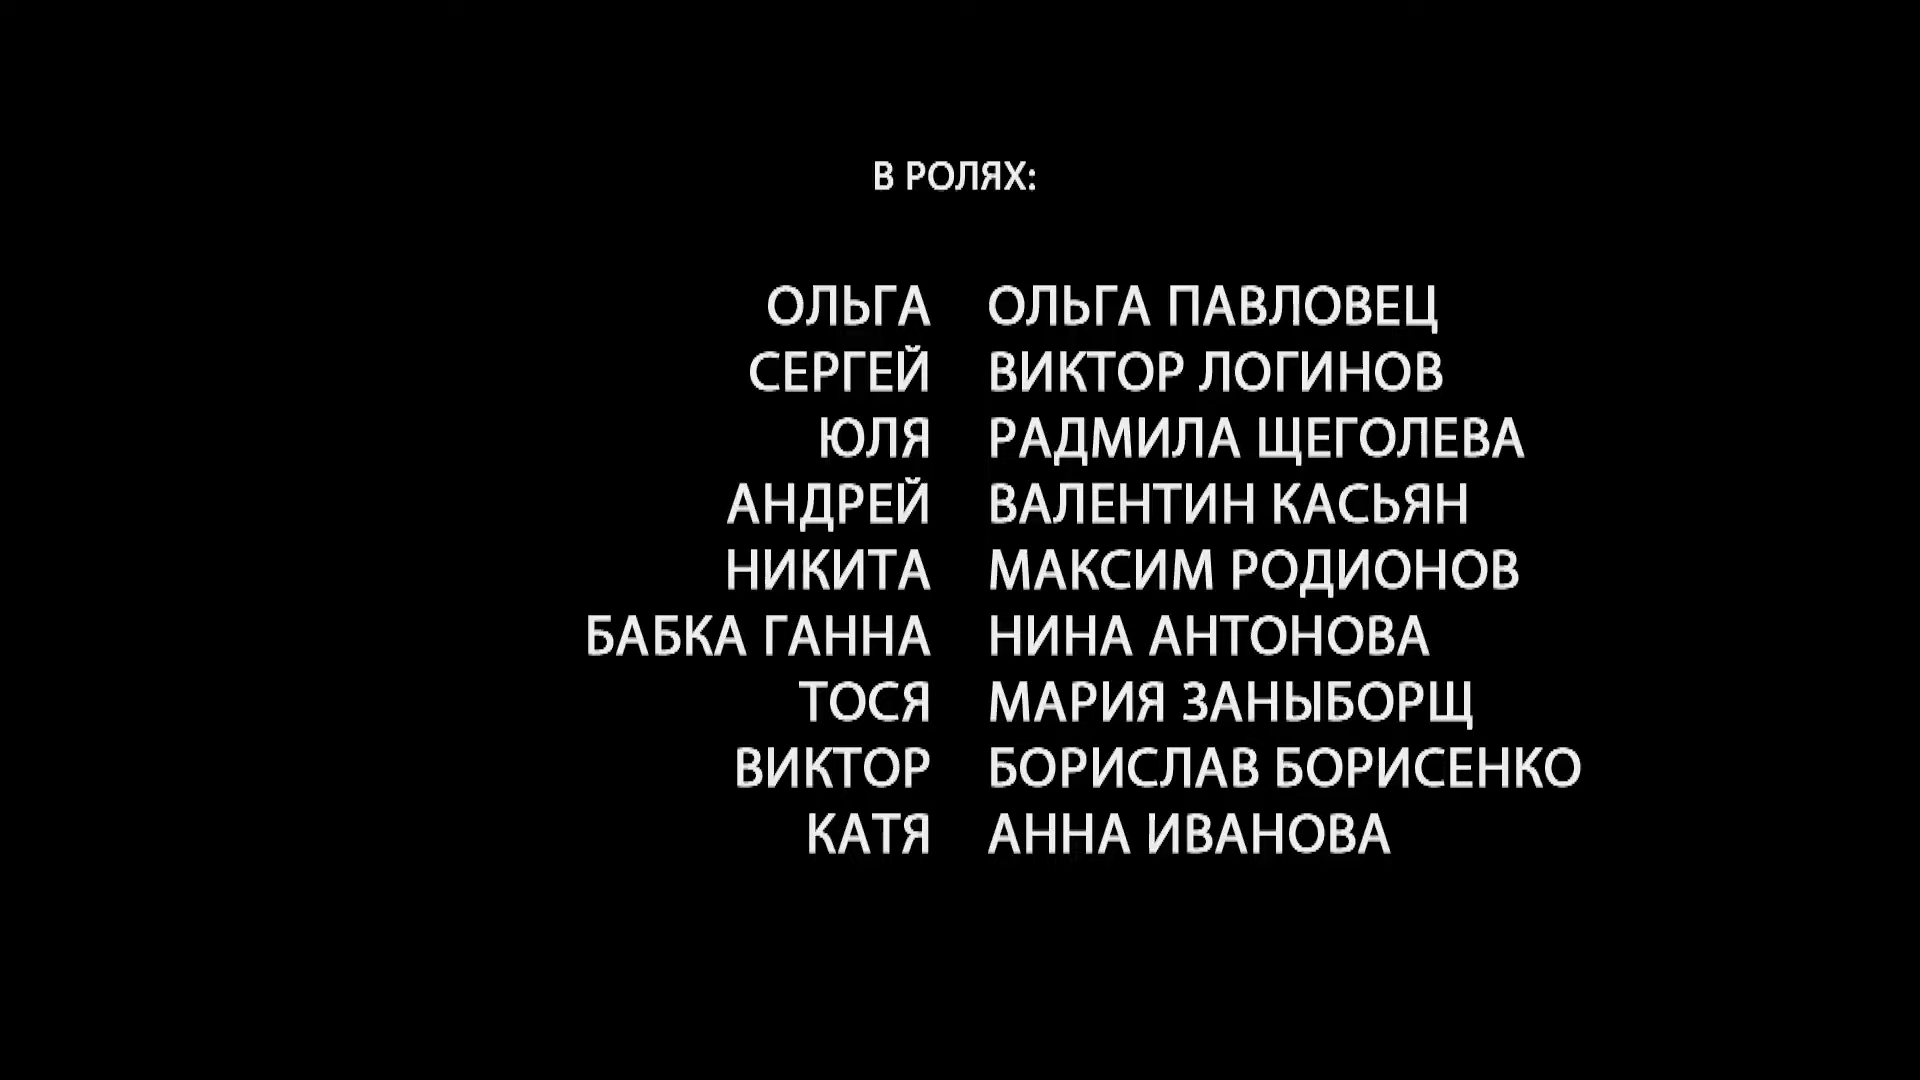 В РОЛЯХ:
ОЛЬГА ОЛЬГА ПАВЛОВЕЦ
СЕРГЕЙ ВИКТОР ЛОГИНОВ
ЮЛЯ РАДМИЛА ЩЕГОЛЕВА
АНДРЕЙ ВАЛЕНТИН КАСЬЯН
НИКИТА МАКСИМ РОДИОНОВ
БАБКА ГАННА НИНА АНТОНОВА
ТОСЯ МАРИЯ ЗАНЫБОРЩ
ВИКТОР БОРИСЛАВ БОРИСЕНКО
КАТЯ АННА ИВАНОВА